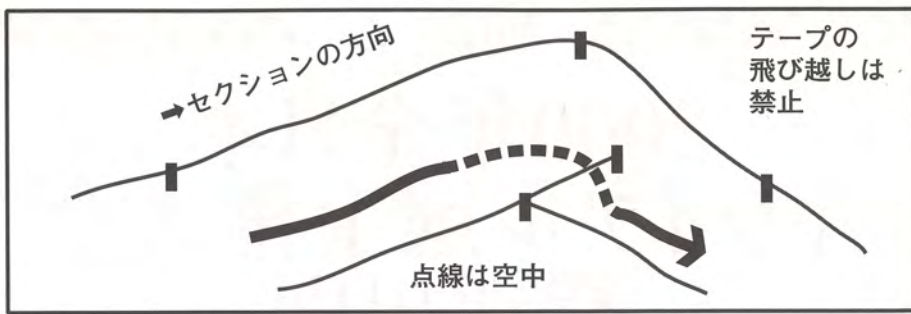 ➡セクションの方向
テープの
飛び越しは
禁止
点線は空中